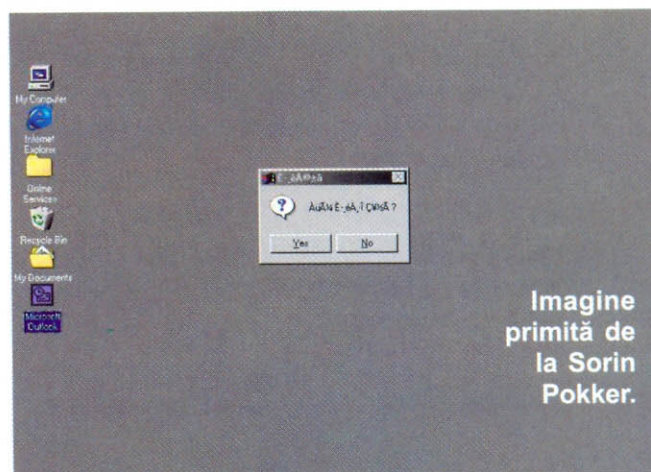 My Computer
Internet
Explorer
Online
Services
Recycle Bin
My Documents
Microsoft
Outlook
?
Yes
No
Imagine
primită de
la Sorin
Pokker.